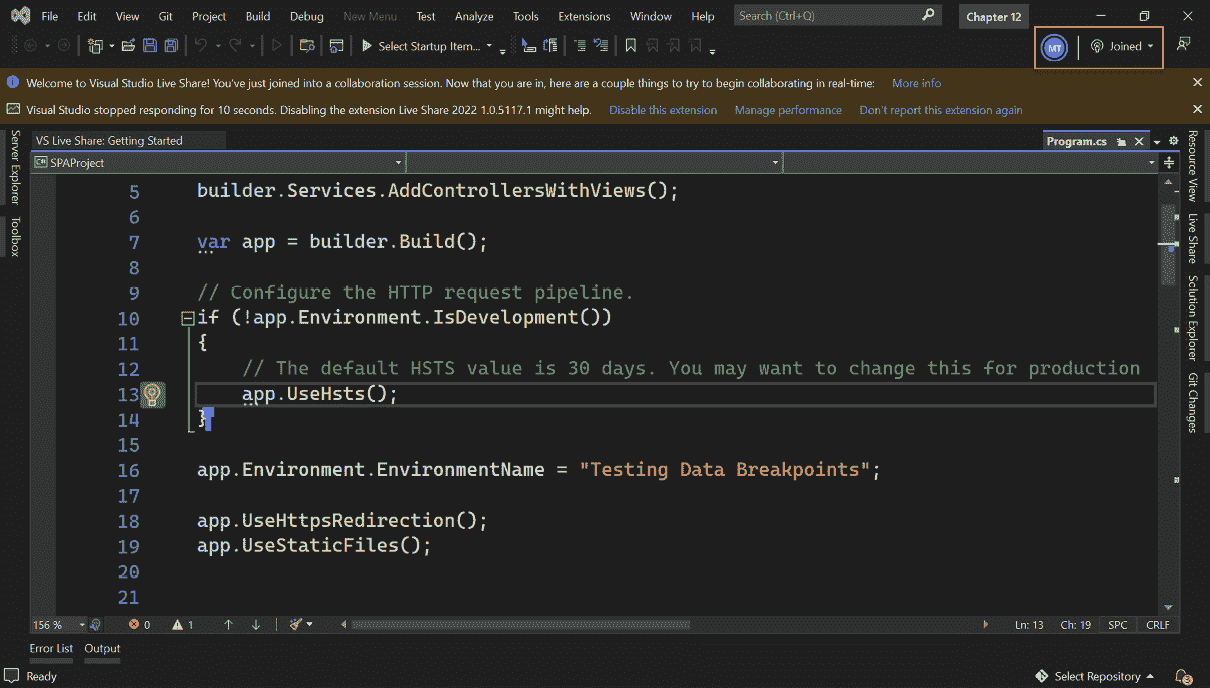 File Edit View Git Project Build Debug New Menu Test Analyze Tools Extensions Window Help Search (Ctrl+Q) Chapter 12
Select Startup Item... MT Joined
Welcome to Visual Studio Live Share! You've just joined into a collaboration session. Now that you are in, here are a couple things to try to begin collaborating in real-time: More info
Visual Studio stopped responding for 10 seconds. Disabling the extension Live Share 2022 1.0.5117.1 might help. Disable this extension Manage performance Don't report this extension again
Server Explorer
Toolbox
VS Live Share: Getting Started Program.cs
C# SPAProject
5 builder.Services.AddControllersWithViews();
6
7 var app = builder.Build();
8
9 // Configure the HTTP request pipeline.
10 if (!app.Environment.IsDevelopment())
11 {
12 // The default HSTS value is 30 days. You may want to change this for production
13 app.UseHsts();
14 }
15
16 app.Environment.EnvironmentName = "Testing Data Breakpoints";
17
18 app.UseHttpsRedirection();
19 app.UseStaticFiles();
20
21
Resource View
Live Share
Solution Explorer
Git Changes
156 % 0 1 Ln: 13 Ch: 19 SPC CRLF
Error List Output
Ready Select Repository 3